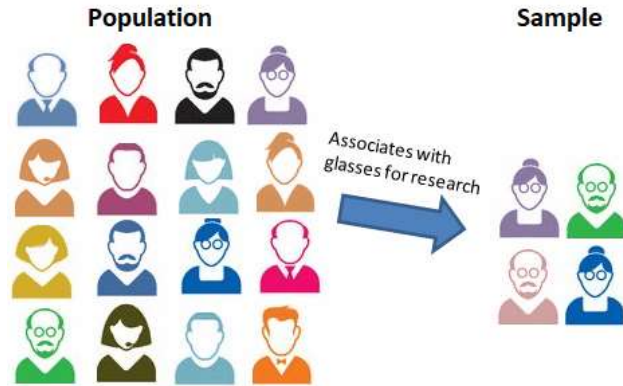 Population
Sample
Associates with
glasses for research